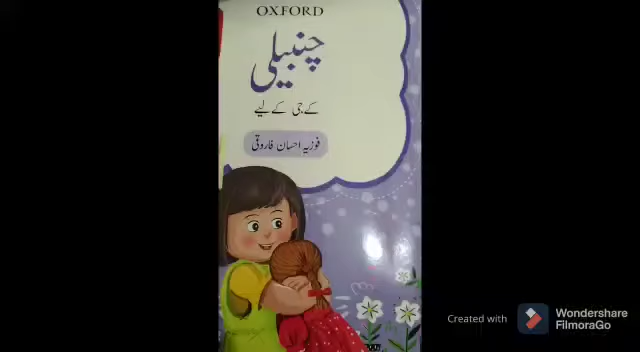 OXFORD
چنبیلی
کے جی کے لیے
فوزیہ احسان فاروقی
Created with
Wondershare
FilmoraGo